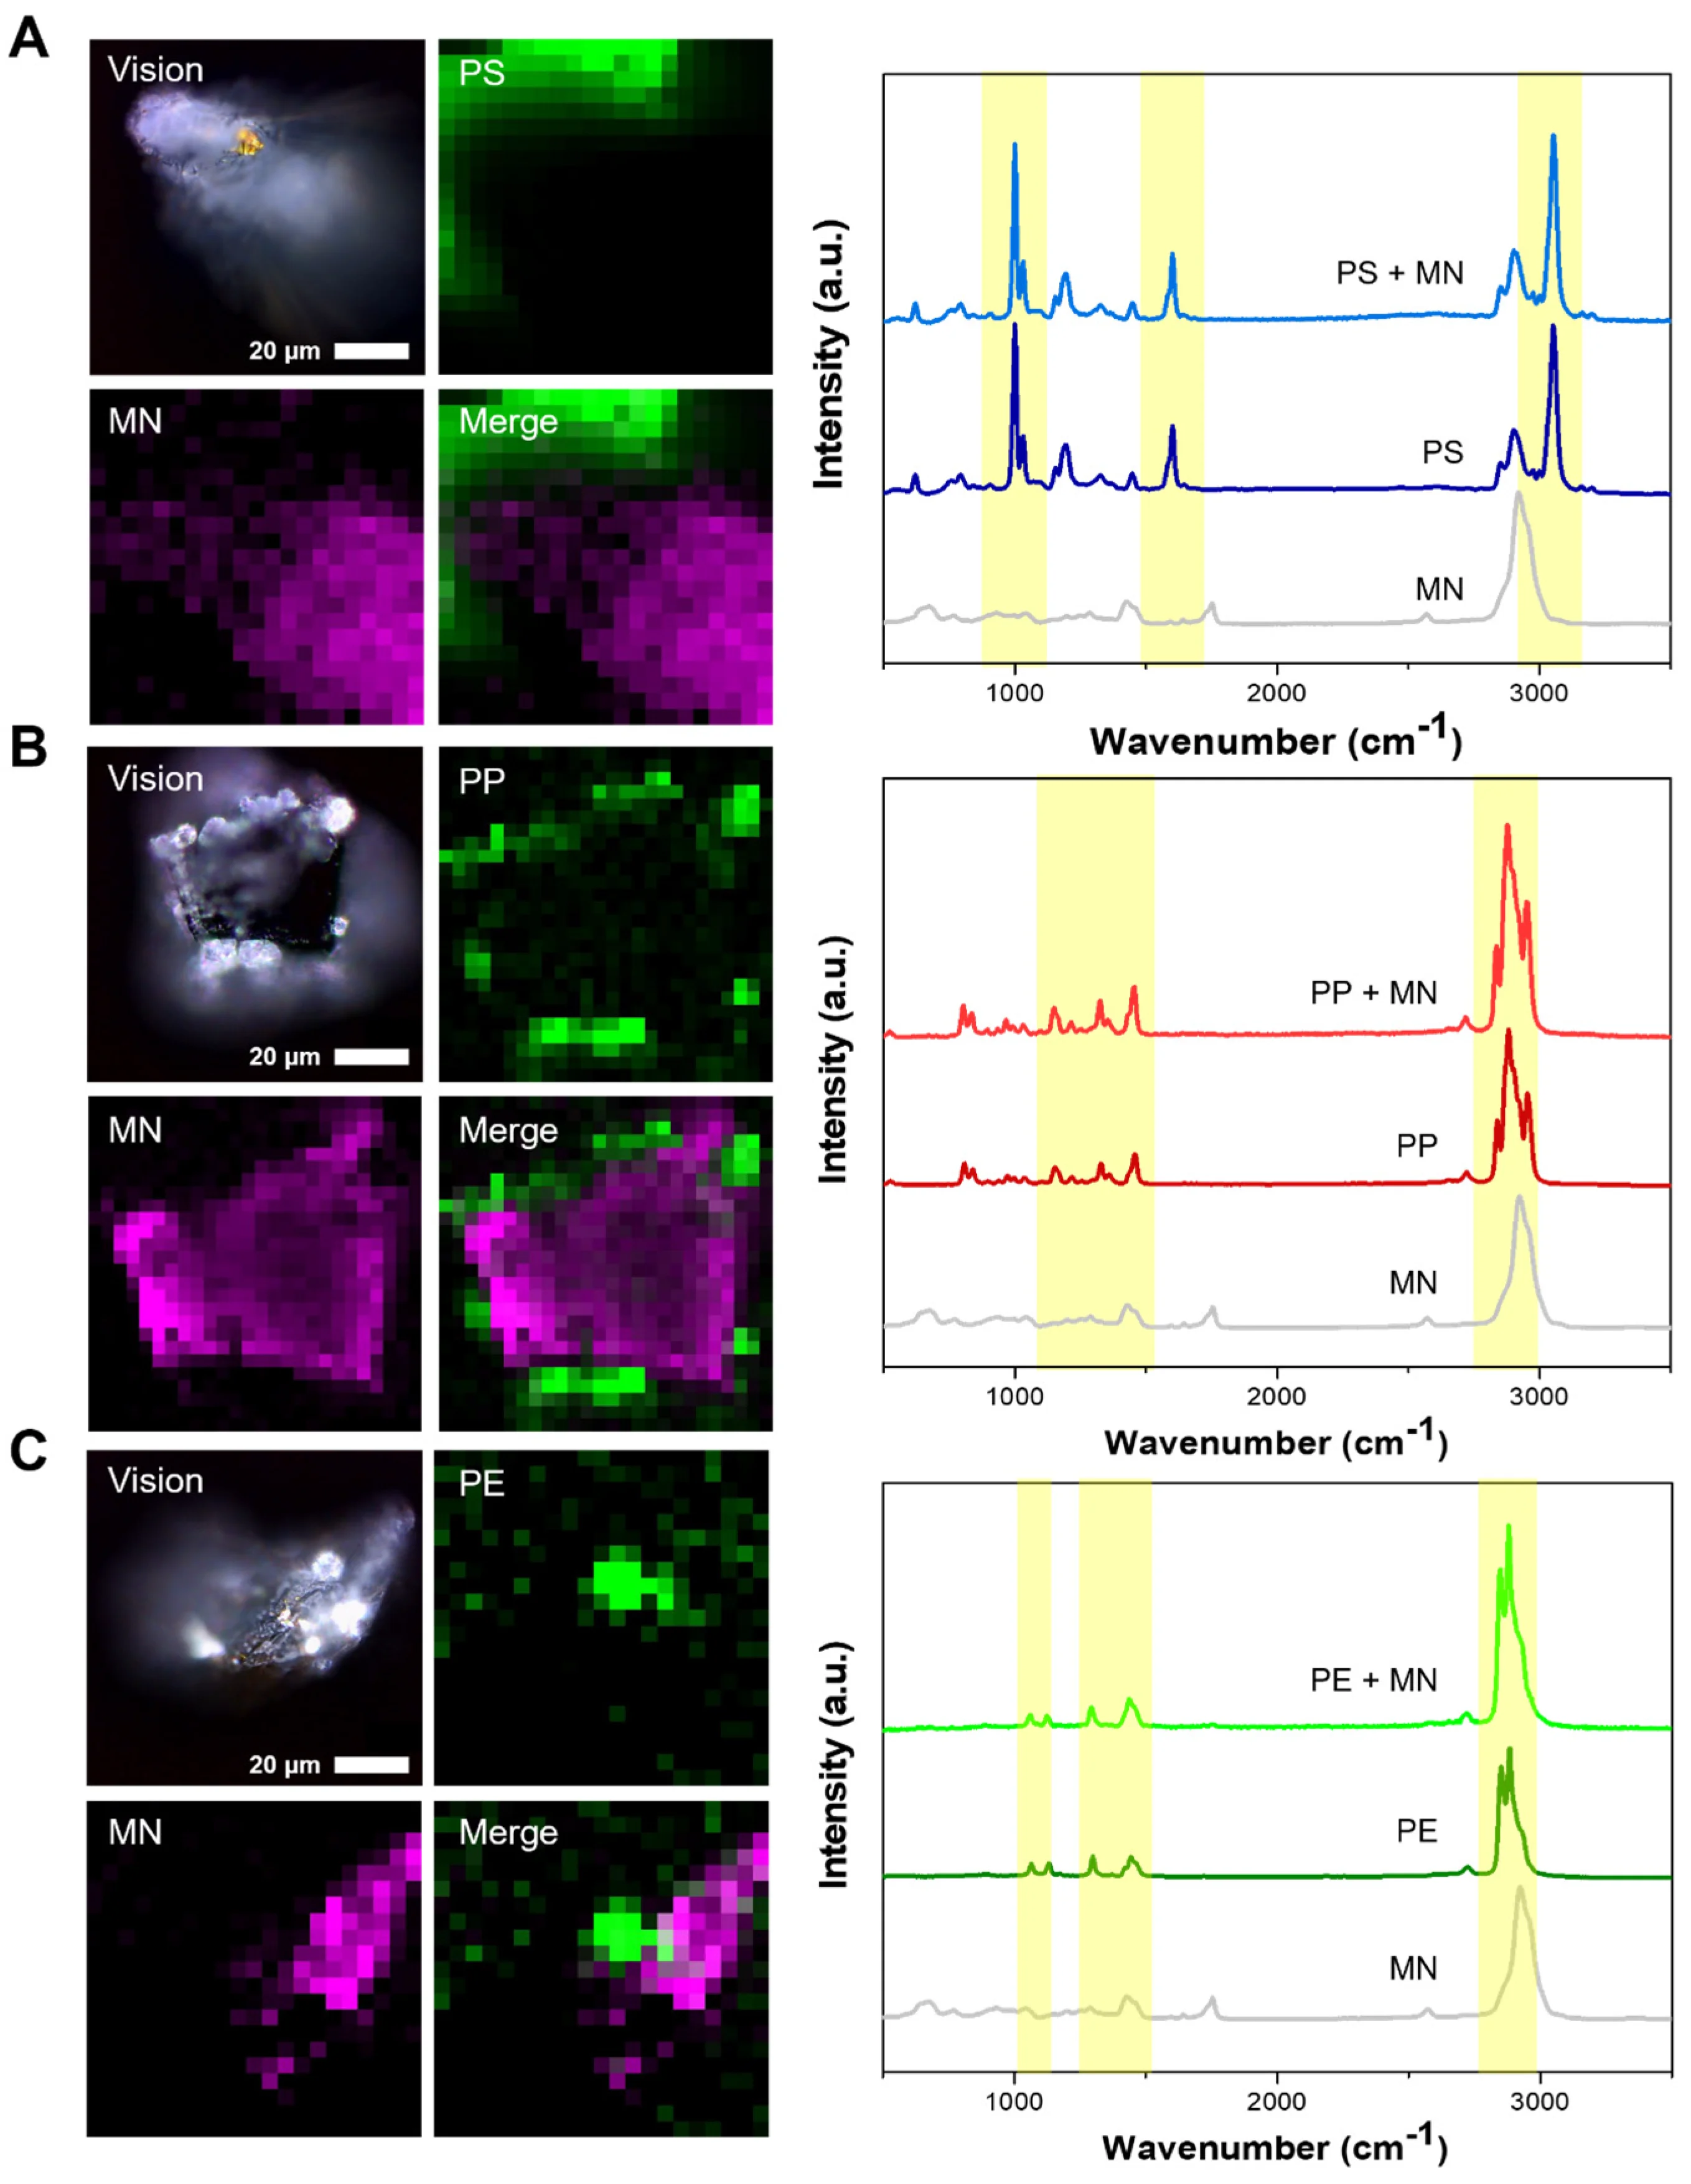 A
Vision
PS
20 µm
MN
Merge
Intensity (a.u.)
PS + MN
PS
MN
1000 2000 3000
Wavenumber (cm-1)
B
Vision
PP
20 µm
MN
Merge
Intensity (a.u.)
PP + MN
PP
MN
1000 2000 3000
Wavenumber (cm-1)
C
Vision
PE
20 µm
MN
Merge
Intensity (a.u.)
PE + MN
PE
MN
1000 2000 3000
Wavenumber (cm-1)